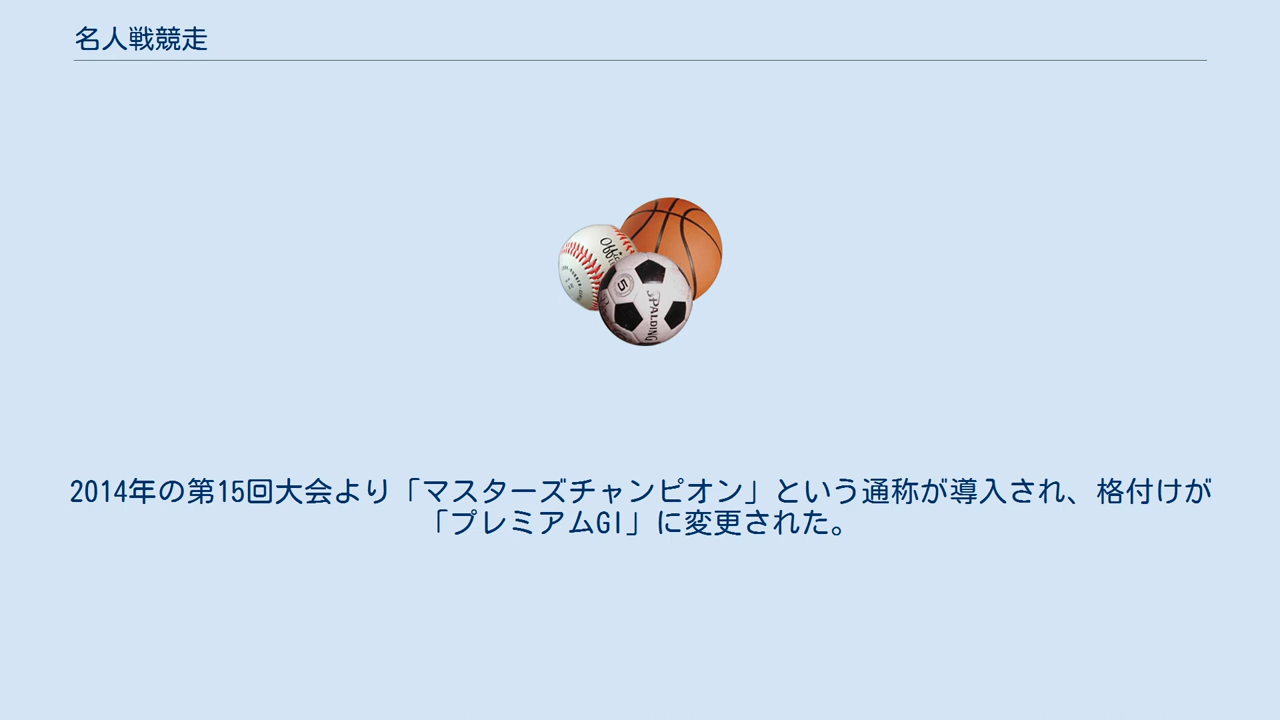 名人戦競走
Offic
5
SPALDING
2014年の第15回大会より「マスターズチャンピオン」という通称が導入され、格付けが
「プレミアムGI」に変更された。